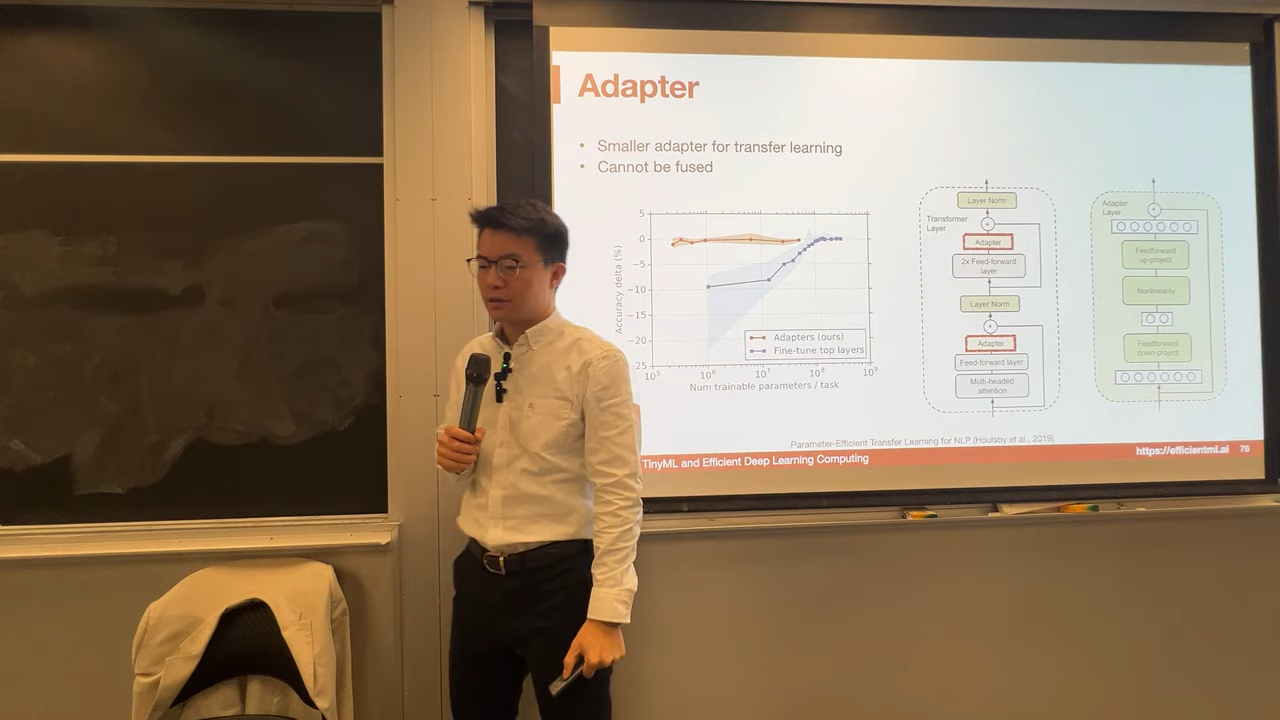 Adapter
• Smaller adapter for transfer learning
• Cannot be fused
Accuracy delta (%)
5
0
−5
−10
−15
−20
−25
10⁵
10⁶
10⁷
10⁸
10⁹
Num trainable parameters / task
Adapters (ours)
Fine-tune top layers
Transformer
Layer
Layer Norm
+
Adapter
2x Feed-forward
layer
Layer Norm
+
Adapter
Feed-forward layer
Multi-headed
attention
Adapter
Layer
+
Feedforward
up-project
Nonlinearity
Feedforward
down-project
Parameter-Efficient Transfer Learning for NLP (Houlsby et al., 2019)
TinyML and Efficient Deep Learning Computing
https://efficientml.ai
76